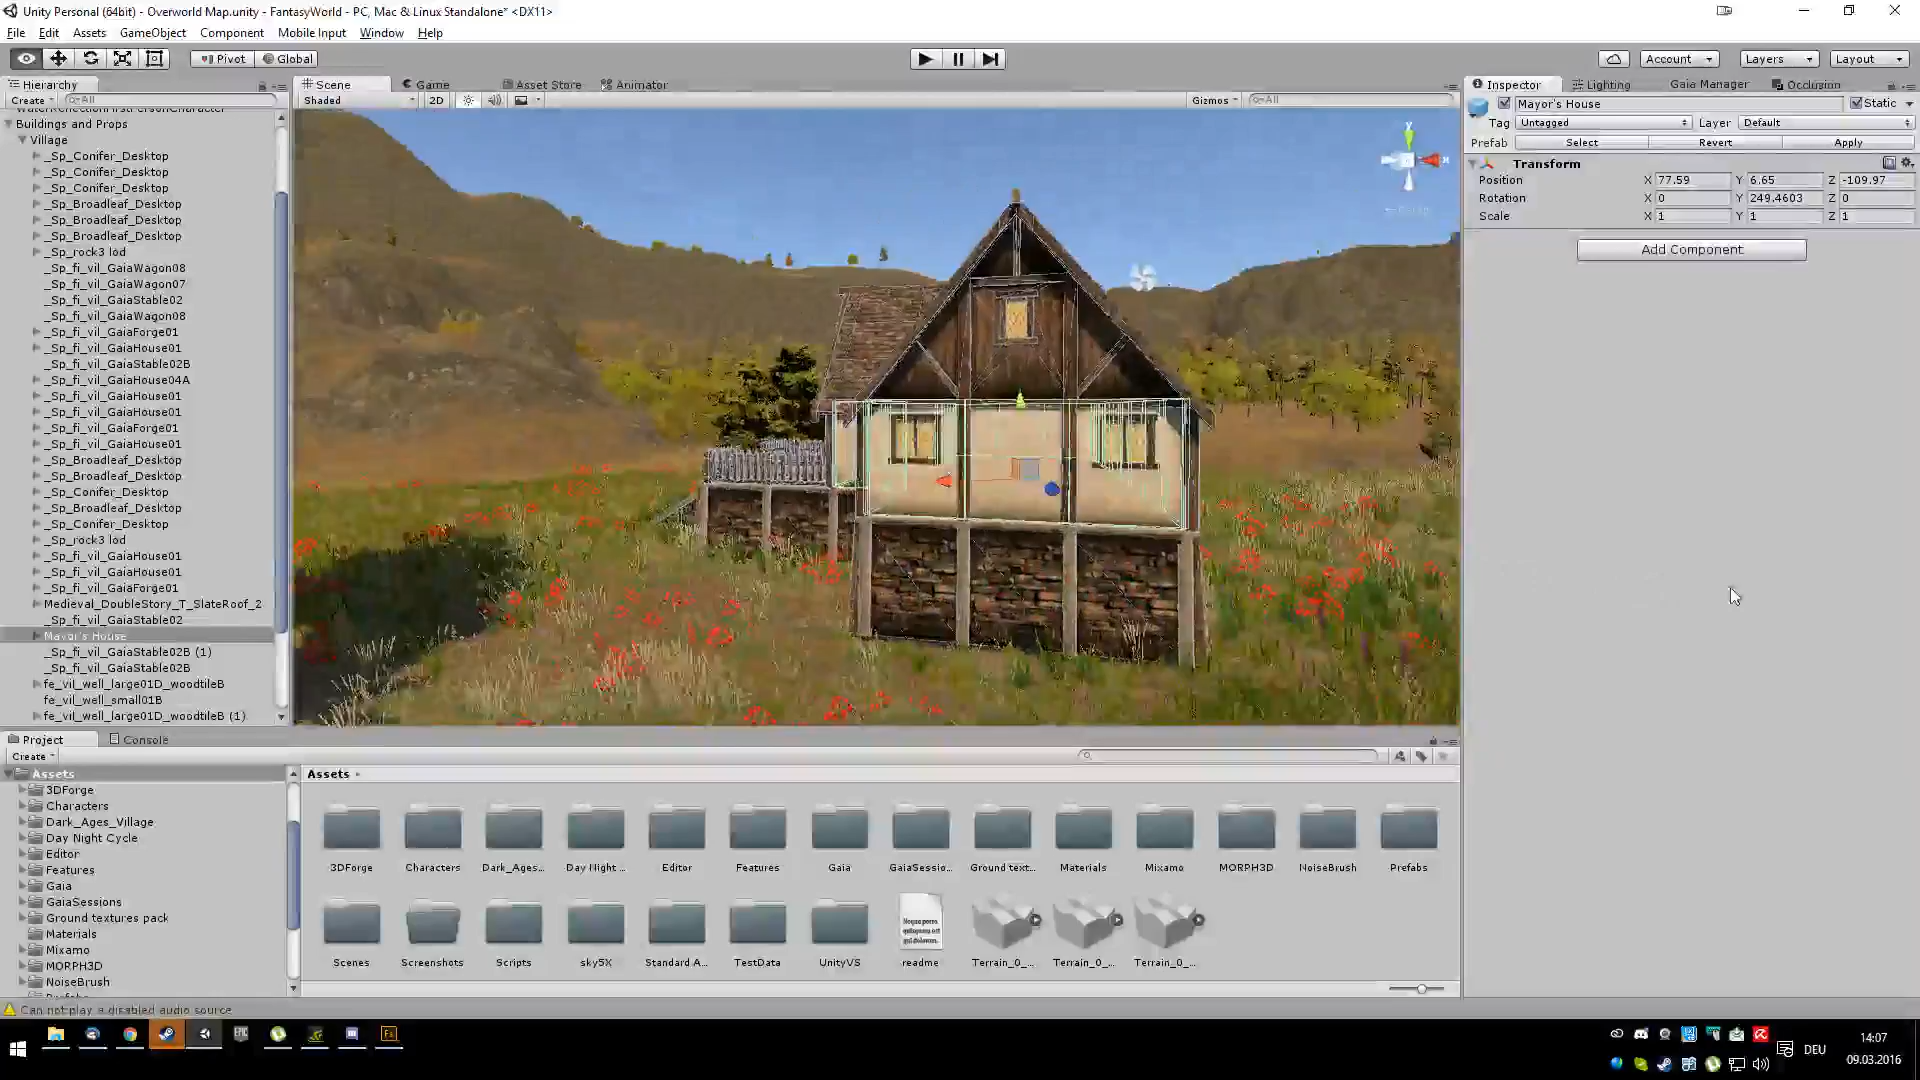 Unity Personal (64bit) - Overworld Map.unity - FantasyWorld - PC, Mac & Linux Standalone* <DX11>
File Edit Assets GameObject Component Mobile Input Window Help
Pivot Global Account Layers Layout
Hierarchy
Create All
Buildings and Props
Village
_Sp_Conifer_Desktop
_Sp_Conifer_Desktop
_Sp_Conifer_Desktop
_Sp_Broadleaf_Desktop
_Sp_Broadleaf_Desktop
_Sp_Broadleaf_Desktop
_Sp_rock3 lod
_Sp_fi_vil_GaiaWagon08
_Sp_fi_vil_GaiaWagon07
_Sp_fi_vil_GaiaStable02
_Sp_fi_vil_GaiaWagon08
_Sp_fi_vil_GaiaForge01
_Sp_fi_vil_GaiaHouse01
_Sp_fi_vil_GaiaStable02B
_Sp_fi_vil_GaiaHouse04A
_Sp_fi_vil_GaiaHouse01
_Sp_fi_vil_GaiaHouse01
_Sp_fi_vil_GaiaForge01
_Sp_fi_vil_GaiaHouse01
_Sp_Broadleaf_Desktop
_Sp_Broadleaf_Desktop
_Sp_Conifer_Desktop
_Sp_Broadleaf_Desktop
_Sp_Conifer_Desktop
_Sp_rock3 lod
_Sp_fi_vil_GaiaHouse01
_Sp_fi_vil_GaiaHouse01
_Sp_fi_vil_GaiaForge01
Medieval_DoubleStory_T_SlateRoof_2
_Sp_fi_vil_GaiaStable02
Mayor's House
_Sp_fi_vil_GaiaStable02B (1)
_Sp_fi_vil_GaiaStable02B
fe_vil_well_large01D_woodtileB
fe_vil_well_small01B
fe_vil_well_large01D_woodtileB (1)
Scene Game Asset Store Animator
Shaded 2D Gizmos All
y
x
Persp
Inspector Lighting Gaia Manager Occlusion
Mayor's House Static
Tag Untagged Layer Default
Prefab Select Revert Apply
Transform
Position X 77.59 Y 6.65 Z -109.97
Rotation X 0 Y 249.4603 Z 0
Scale X 1 Y 1 Z 1
Add Component
Project Console
Create
Assets
3DForge
Characters
Dark_Ages_Village
Day Night Cycle
Editor
Features
Gaia
GaiaSessions
Ground textures pack
Materials
Mixamo
MORPH3D
NoiseBrush
Prefabs
Assets
3DForge Characters Dark_Ages... Day Night ... Editor Features Gaia GaiaSessio... Ground text... Materials Mixamo MORPH3D NoiseBrush Prefabs
Scenes Screenshots Scripts sky5X Standard A... TestData UnityVS readme Terrain_0_... Terrain_0_... Terrain_0_...
Can not play a disabled audio source
EPIC
DEU
14:07
09.03.2016